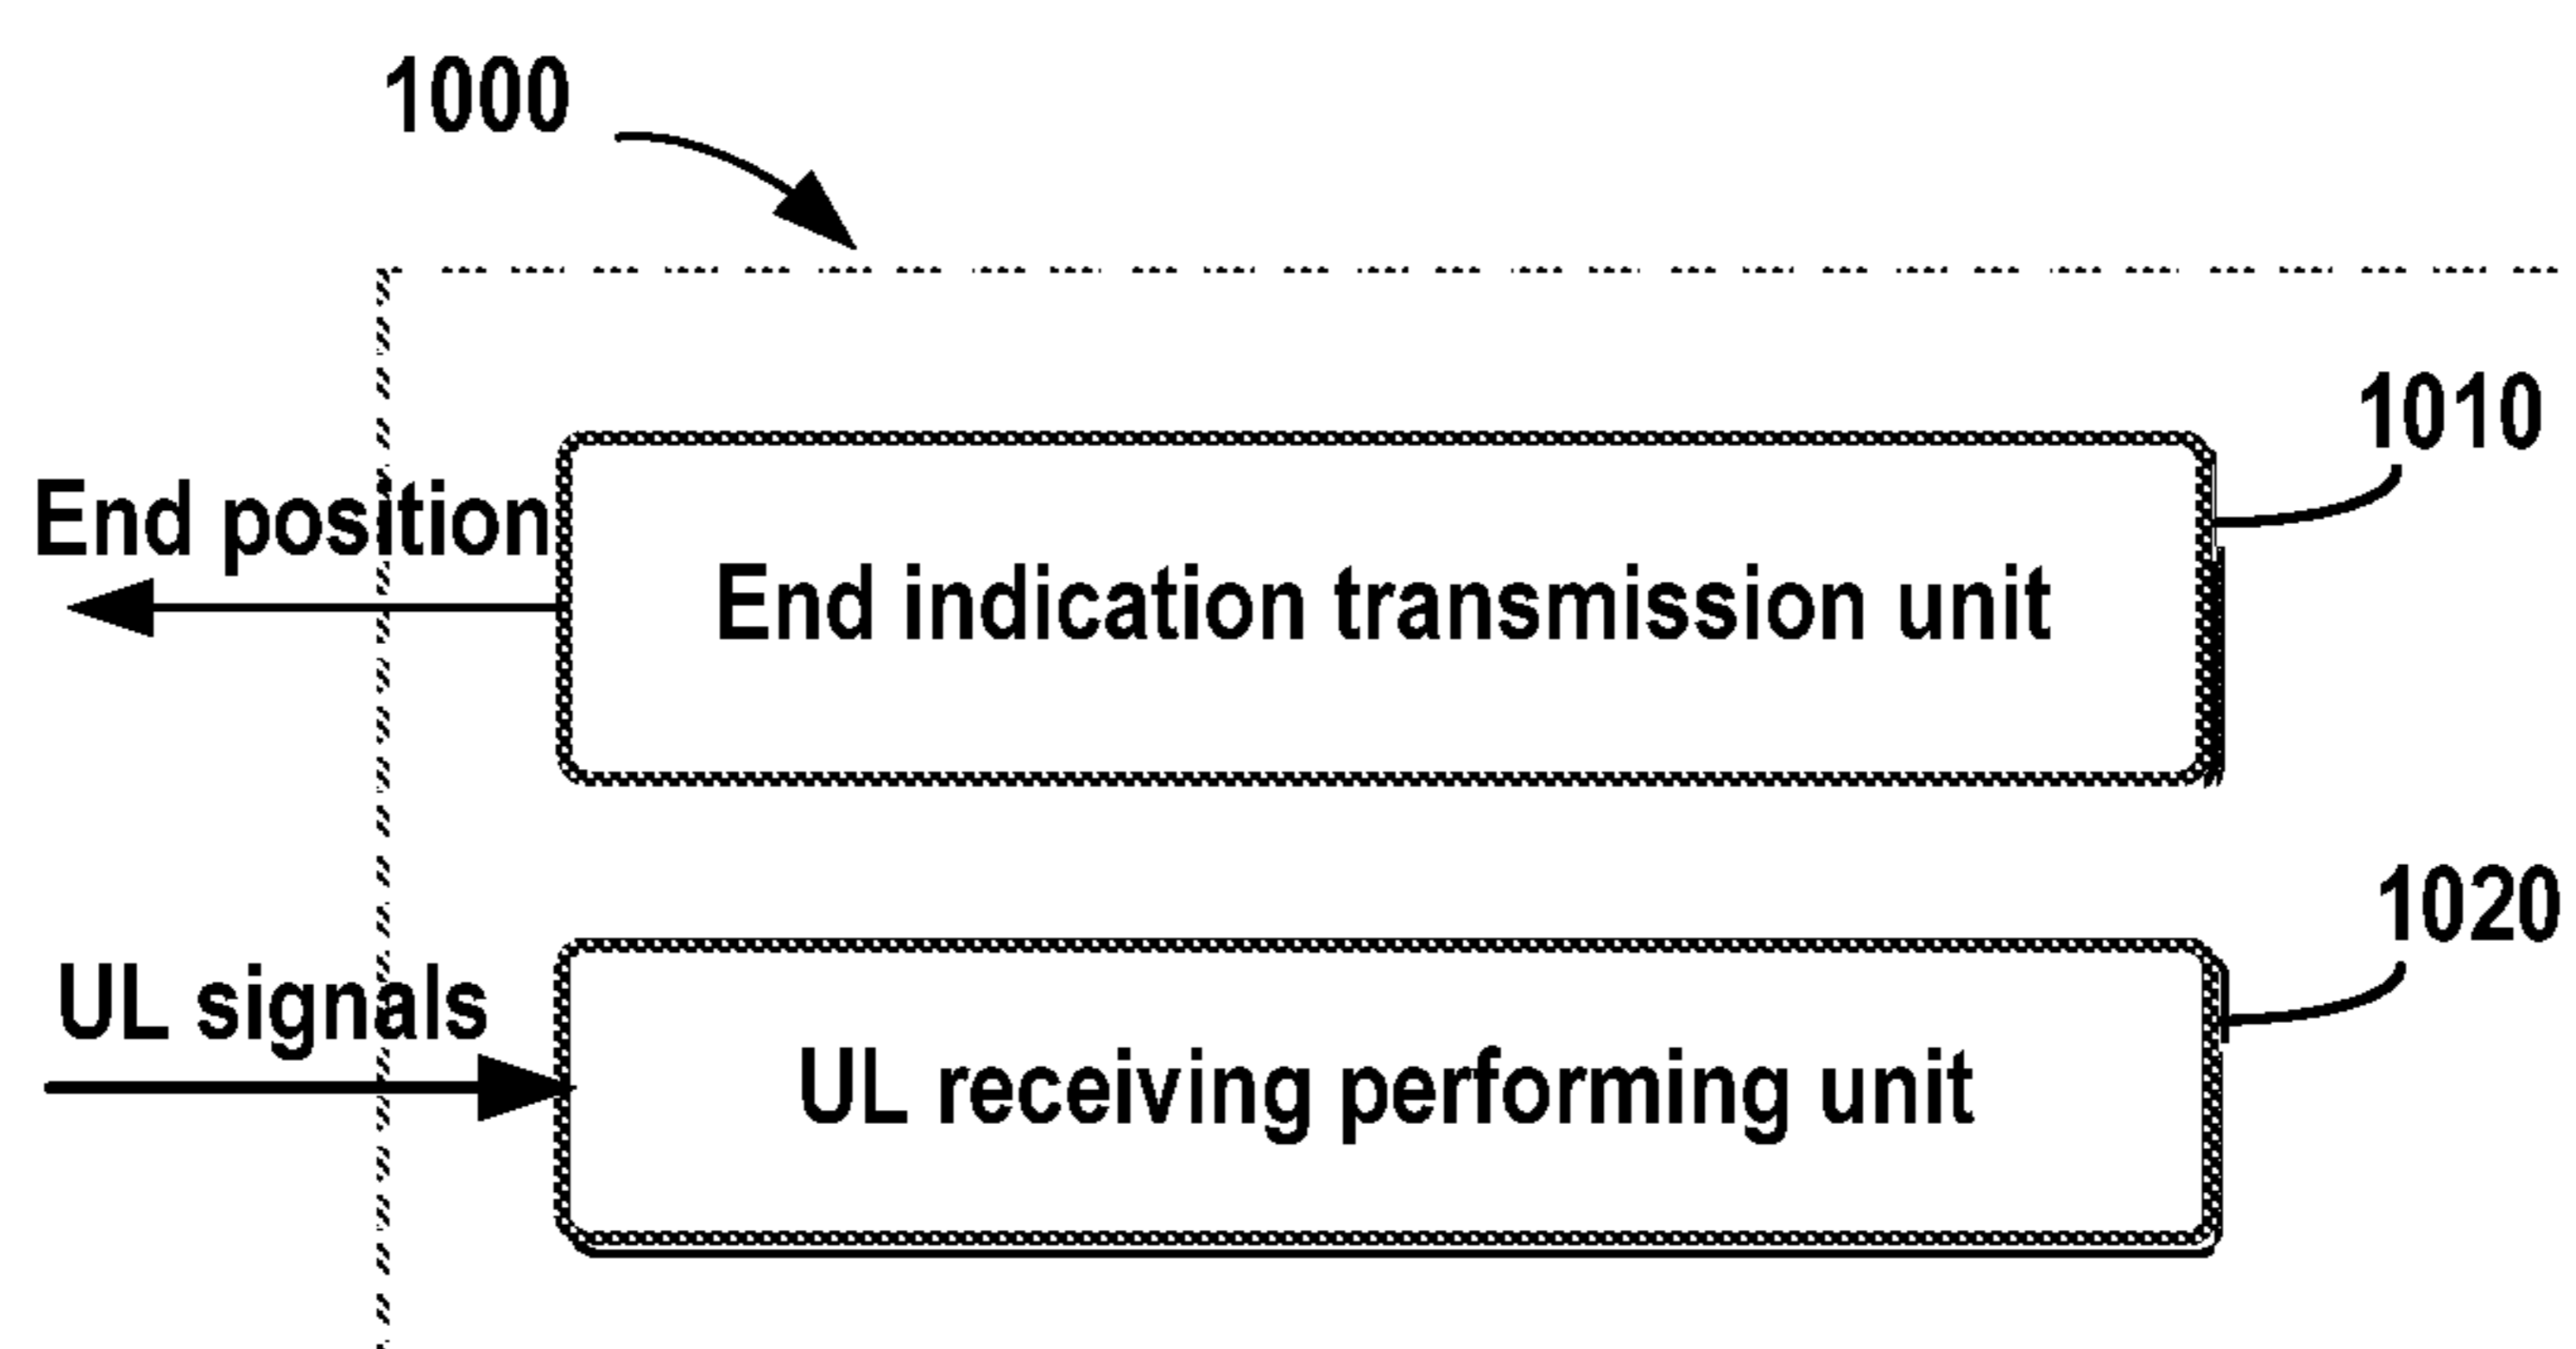 1000
1010
End position
End indication transmission unit
1020
UL signals
UL receiving performing unit